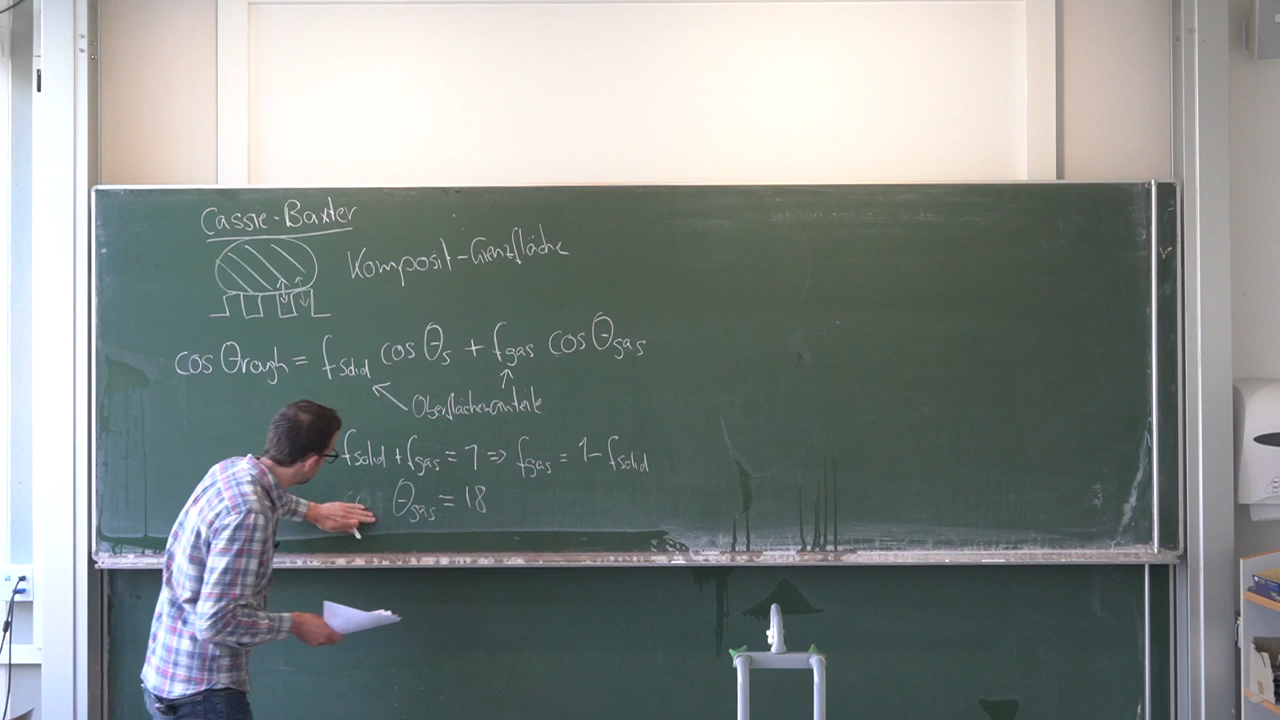 Cassie-Baxter
Komposit-Grenzfläche
cos θrough = fsolid cos θs + fgas cos θgas
Oberflächenanteile
fsolid + fgas = 1 ⇒ fgas = 1 - fsolid
θgas = 18